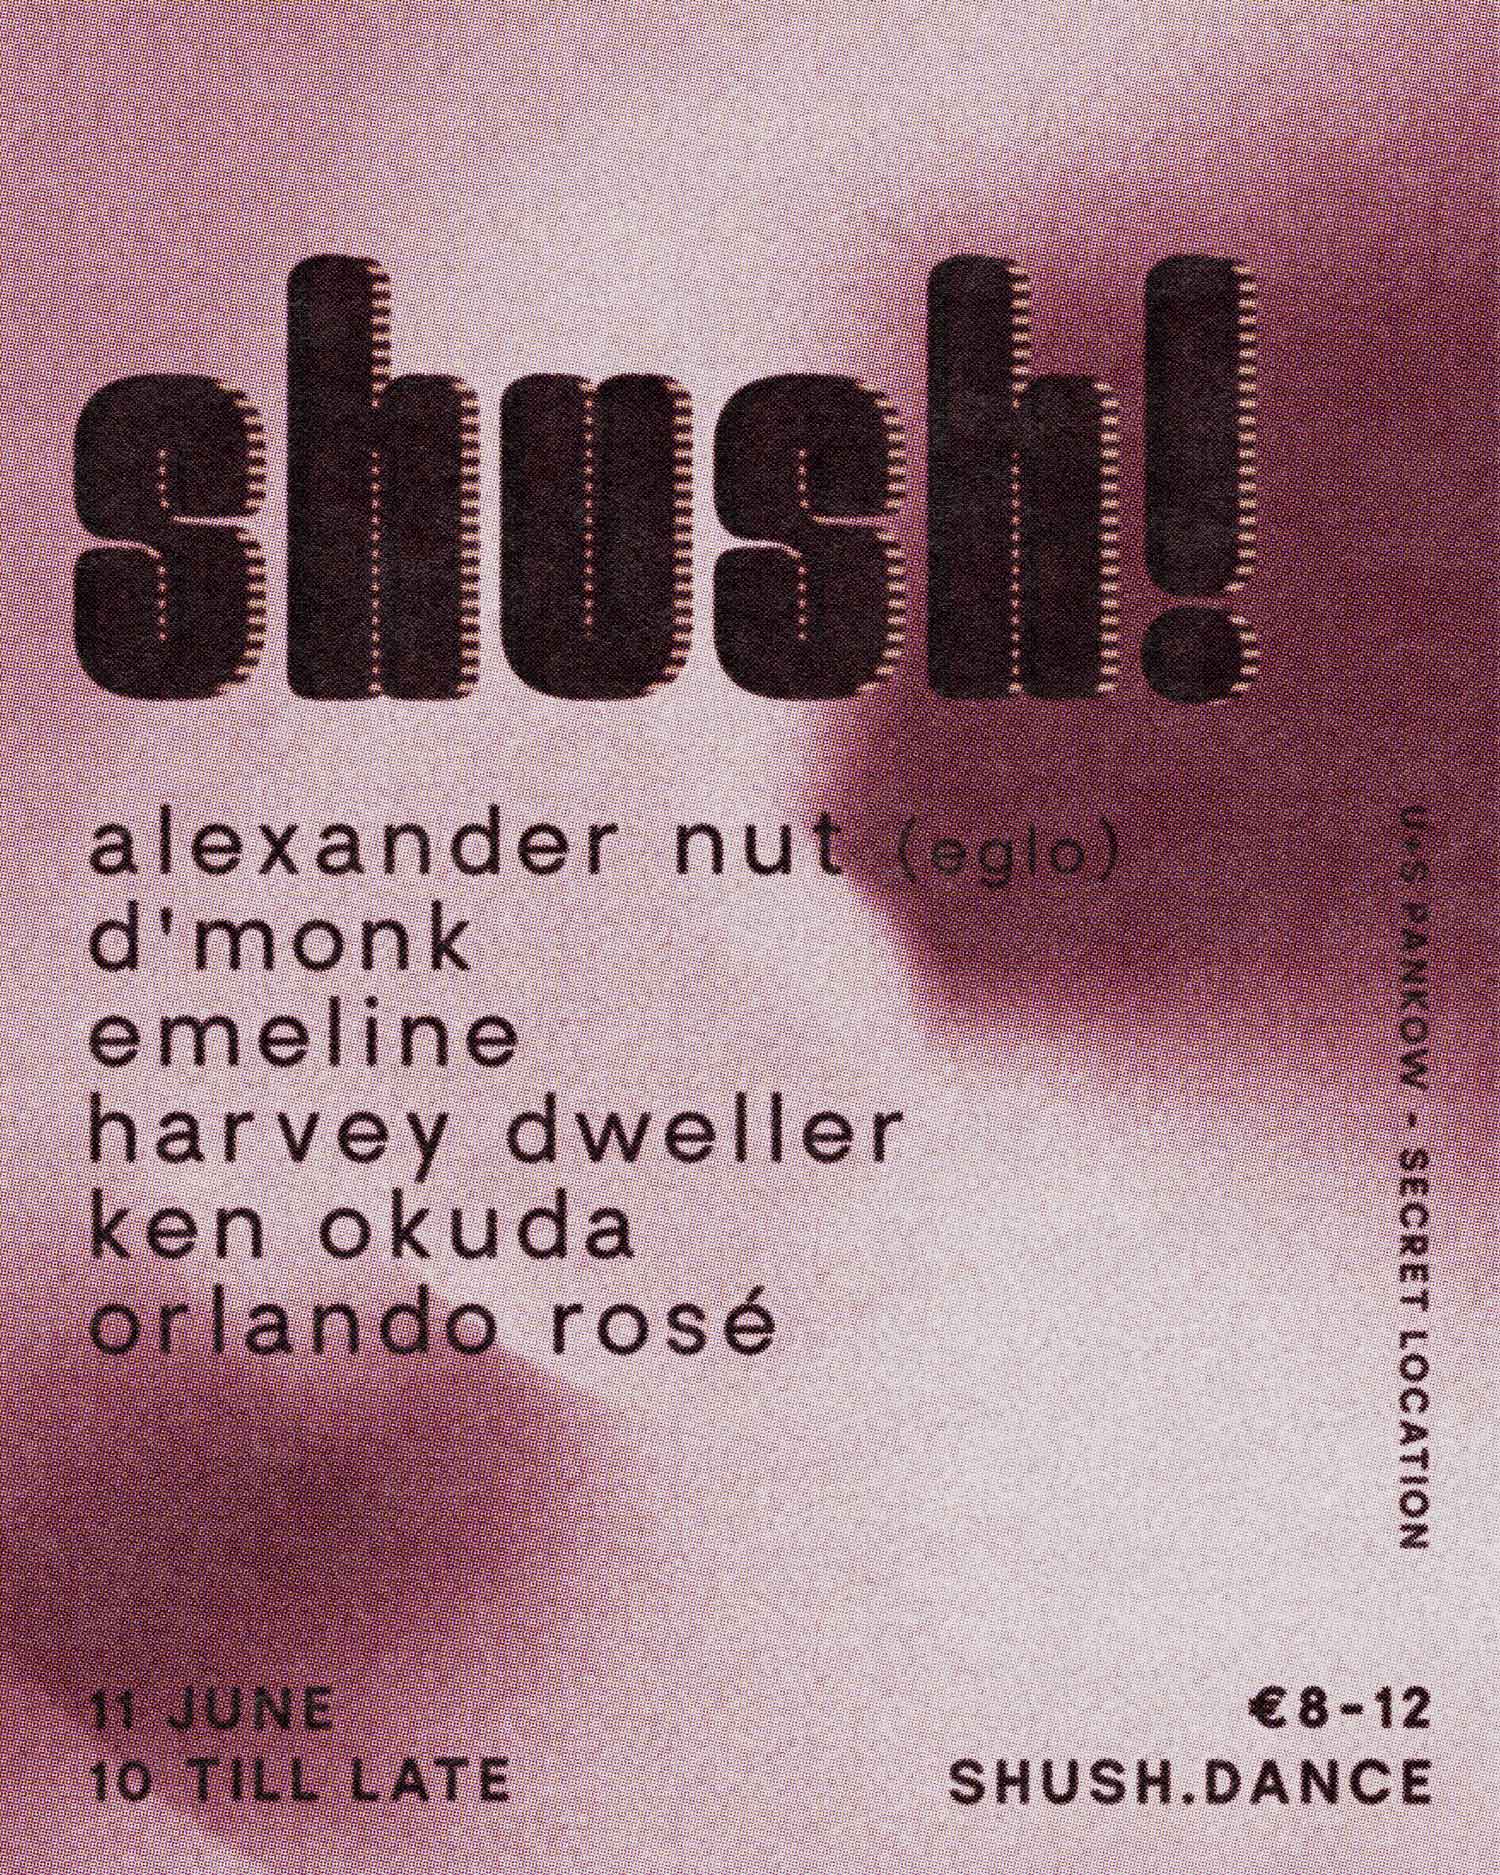 shush!
alexander nut (eglo)
d'monk
emeline
harvey dweller
ken okuda
orlando rosé
U+S PANKOW - SECRET LOCATION
11 JUNE
10 TILL LATE
€8-12
SHUSH.DANCE